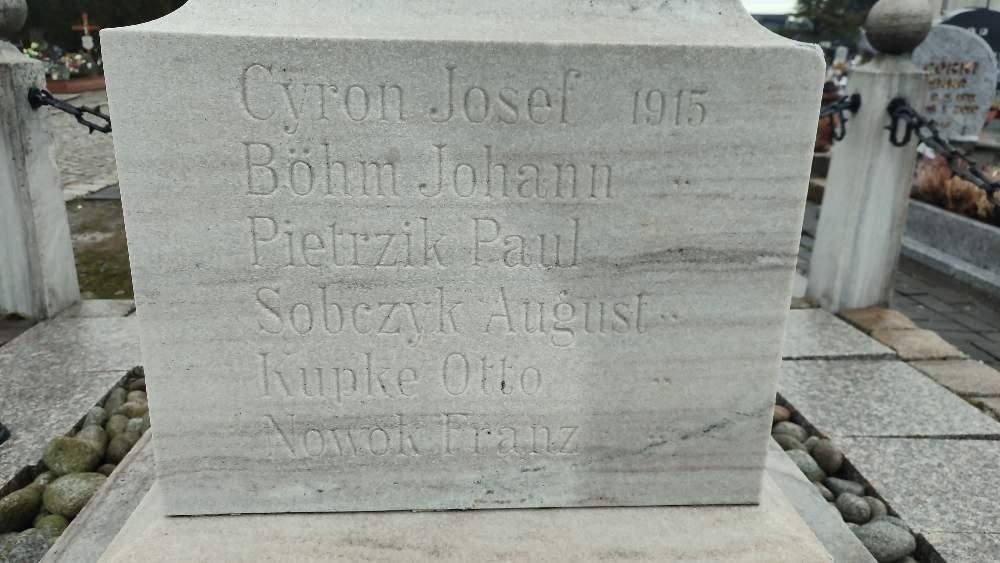 Cyron Josef 1915
Böhm Johann "
Pietrzik Paul
Sobczyk August "
Kupke Otto "
Nowok Franz "